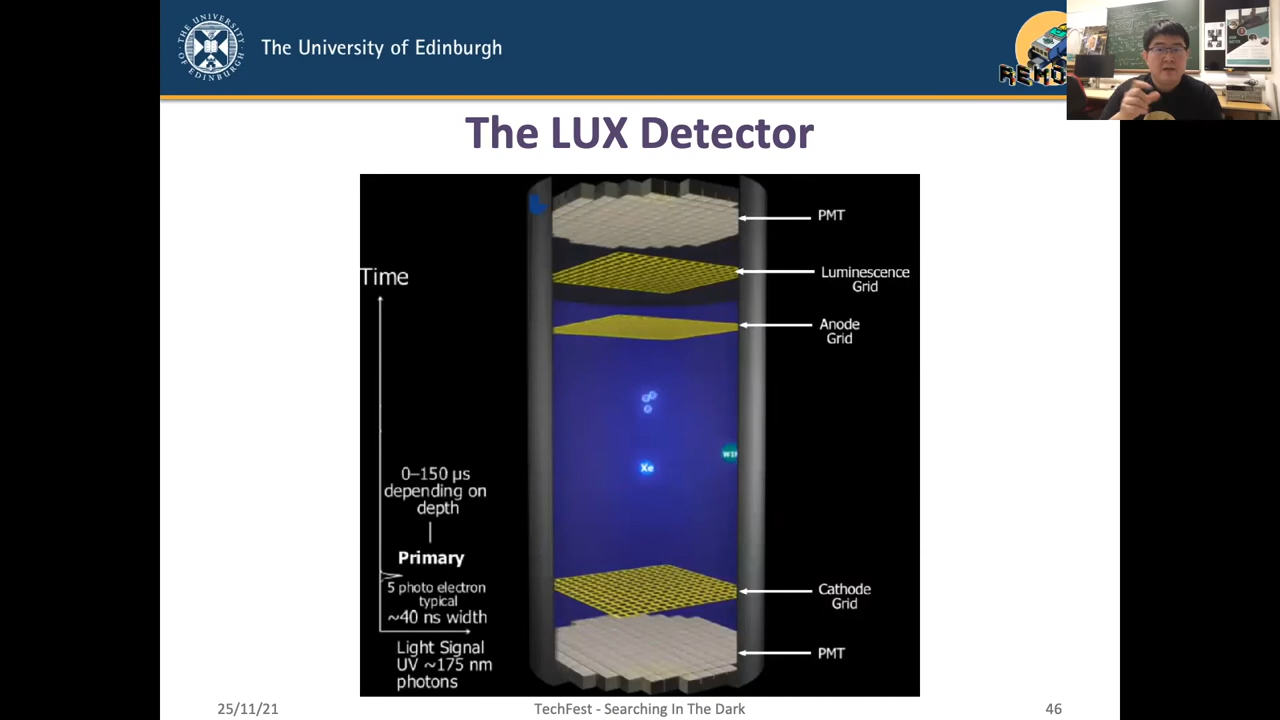 The University of Edinburgh
REMO
The LUX Detector
PMT
Luminescence
Grid
Time
Anode
Grid
0–150 µs
depending on
depth
Xe
Primary
5 photo electron
typical
~40 ns width
Cathode
Grid
Light Signal
UV ~175 nm
photons
PMT
25/11/21
TechFest - Searching In The Dark
46